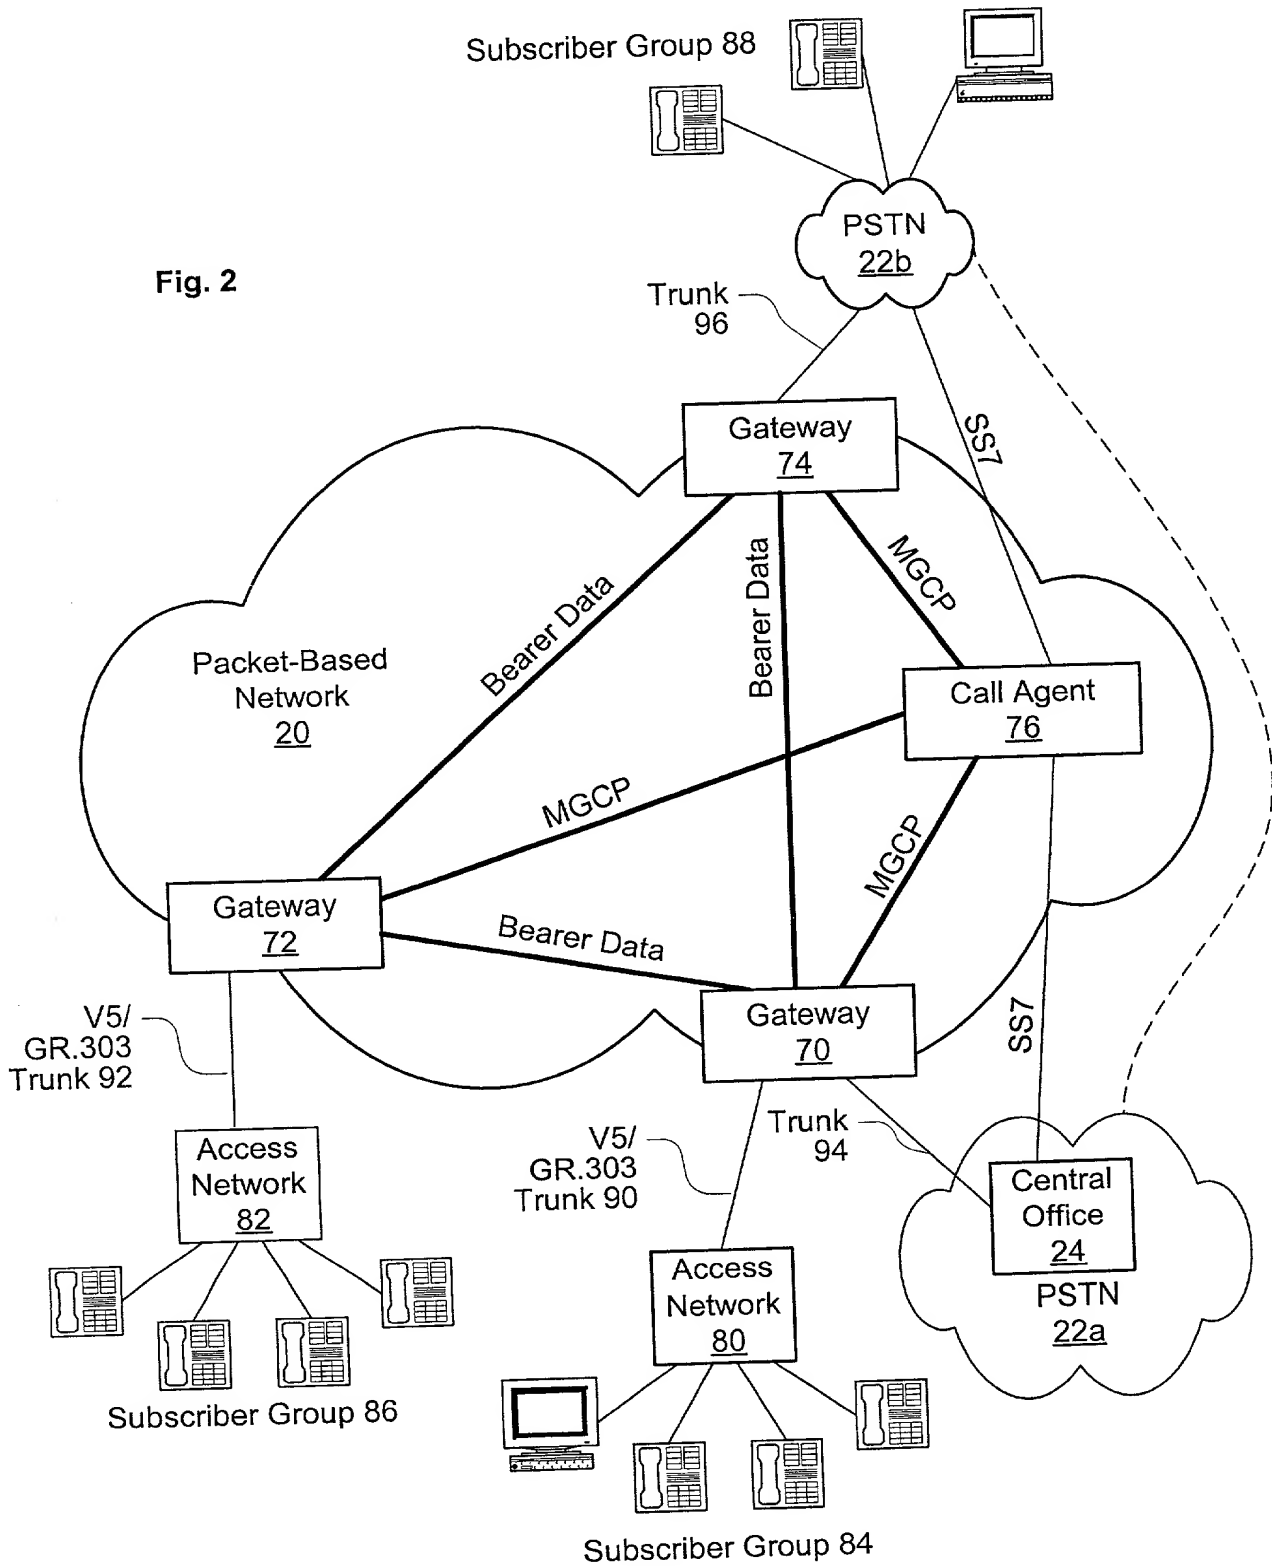 Subscriber Group 88
PSTN
22b
Fig. 2
Trunk
96
Gateway
74
SS7
MGCP
Bearer Data
Bearer Data
Packet-Based
Network
20
Call Agent
76
MGCP
MGCP
Gateway
72
Bearer Data
Gateway
70
SS7
V5/
GR.303
Trunk 92
Trunk
94
V5/
GR.303
Trunk 90
Access
Network
82
Central
Office
24
PSTN
22a
Access
Network
80
Subscriber Group 86
Subscriber Group 84